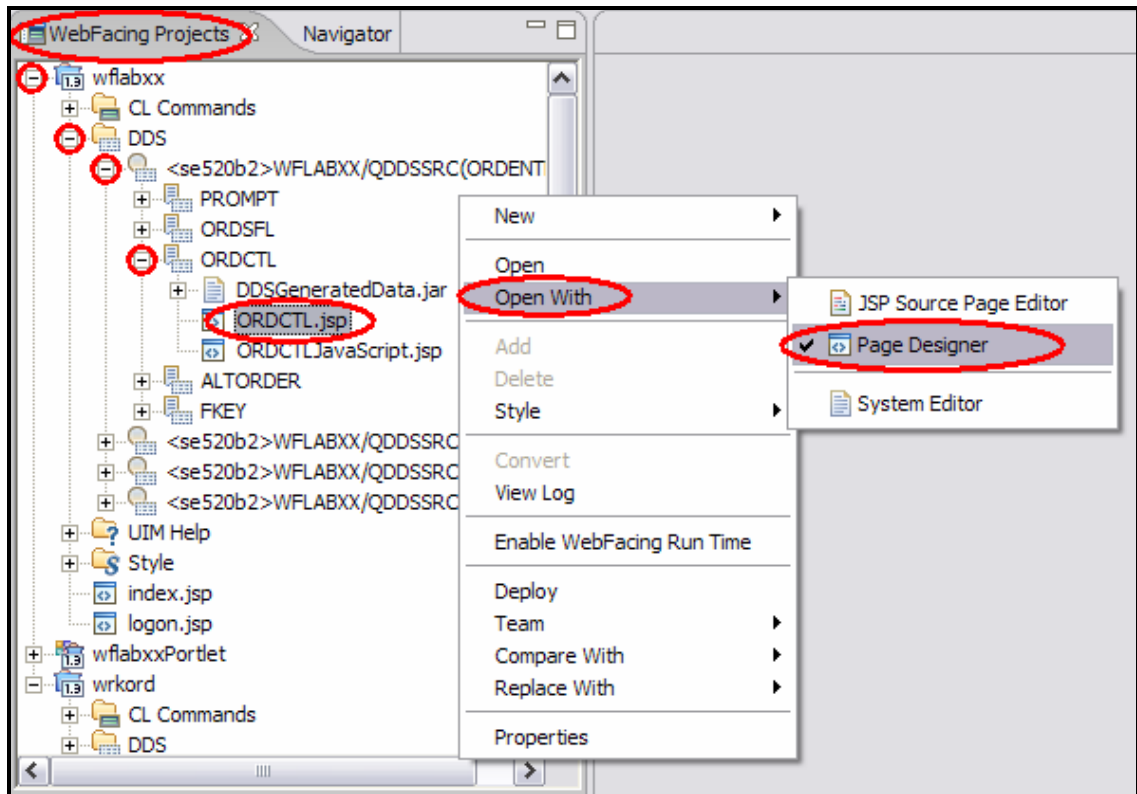 WebFacing Projects
Navigator
wflabxx
CL Commands
DDS
<se520b2>WFLABXX/QDDSSRC(ORDENT
PROMPT
ORDSFL
ORDCTL
DDSGeneratedData.jar
ORDCTL.jsp
ORDCTLJavaScript.jsp
ALTORDER
FKEY
<se520b2>WFLABXX/QDDSSRC
<se520b2>WFLABXX/QDDSSRC
<se520b2>WFLABXX/QDDSSRC
UIM Help
Style
index.jsp
logon.jsp
wflabxxPortlet
wrkord
CL Commands
DDS
New
Open
Open With
Add
Delete
Style
Convert
View Log
Enable WebFacing Run Time
Deploy
Team
Compare With
Replace With
Properties
JSP Source Page Editor
Page Designer
System Editor